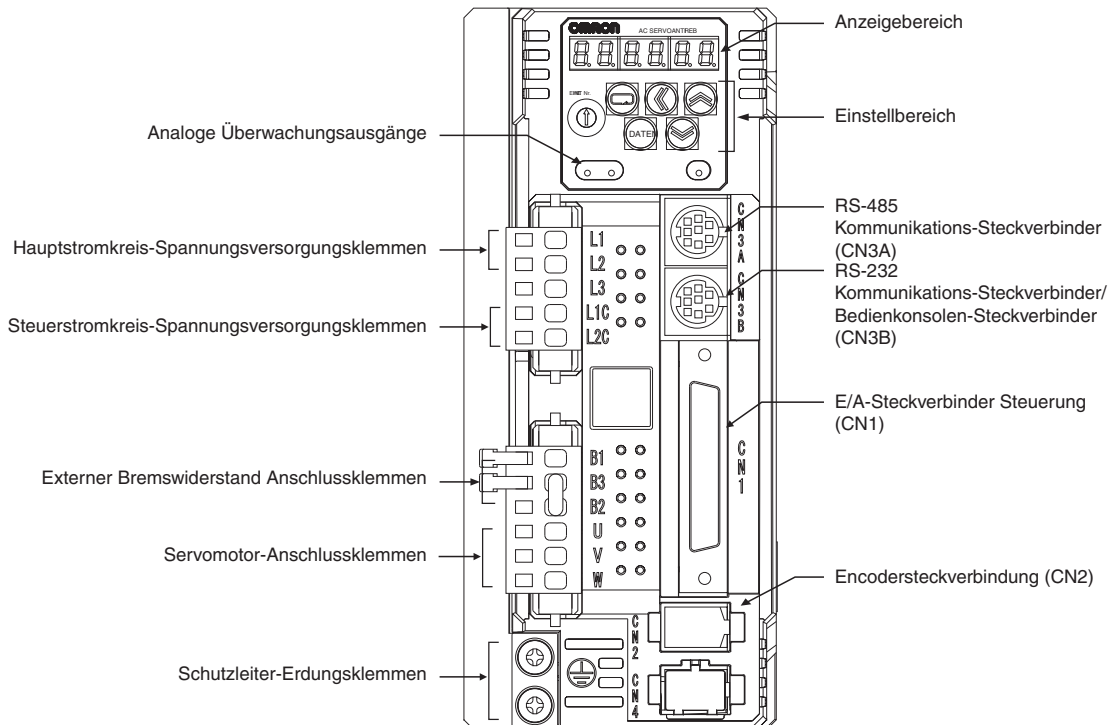 OMRON
AC SERVOANTREB
DATEN
Anzeigebereich
Einstellbereich
Analoge Überwachungsausgänge
Hauptstromkreis-Spannungsversorgungsklemmen
Steuerstromkreis-Spannungsversorgungsklemmen
Externer Bremswiderstand Anschlussklemmen
Servomotor-Anschlussklemmen
Schutzleiter-Erdungsklemmen
L1
L2
L3
L1C
L2C
B1
B3
B2
U
V
W
CN3A
CN3B
CN1
CN2
CN4
RS-485
Kommunikations-Steckverbinder
(CN3A)
RS-232
Kommunikations-Steckverbinder/
Bedienkonsolen-Steckverbinder
(CN3B)
E/A-Steckverbinder Steuerung
(CN1)
Encodersteckverbindung (CN2)